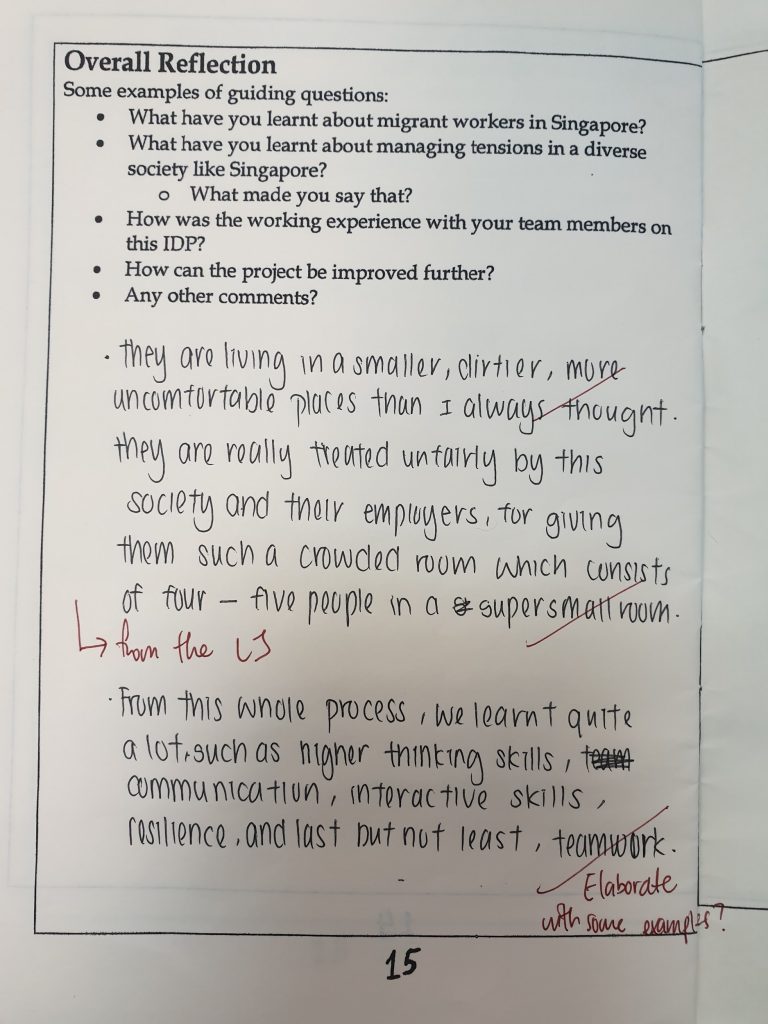 Overall Reflection
Some examples of guiding questions:
• What have you learnt about migrant workers in Singapore?
• What have you learnt about managing tensions in a diverse
society like Singapore?
o What made you say that?
• How was the working experience with your team members on
this IDP?
• How can the project be improved further?
• Any other comments?
· they are living in a smaller, dirtier, more
uncomfortable places than I always thought.
they are really treated unfairly by this
society and their employers, for giving
them such a crowded room which consists
of four – five people in a super small room.
↳ from the LJ
· From this whole process, we learnt quite
a lot, such as higher thinking skills,
communication, interactive skills,
resilience, and last but not least, teamwork.
Elaborate
with some examples?
15